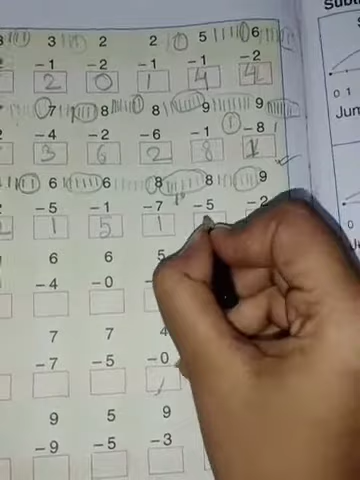 3 2 2 5 6
-1 -2 -1 -1 -2
2 0 1 4 4
7 8 8 9 9
-4 -2 -6 -1 -8
3 6 2 8 1
6 6 8 8 9
-5 -1 -7 -5 -2
1 5 1
6 6 5
-4 -0
7 7 4
-7 -5 -0
9 5 9
-9 -5 -3
0 1
Jum